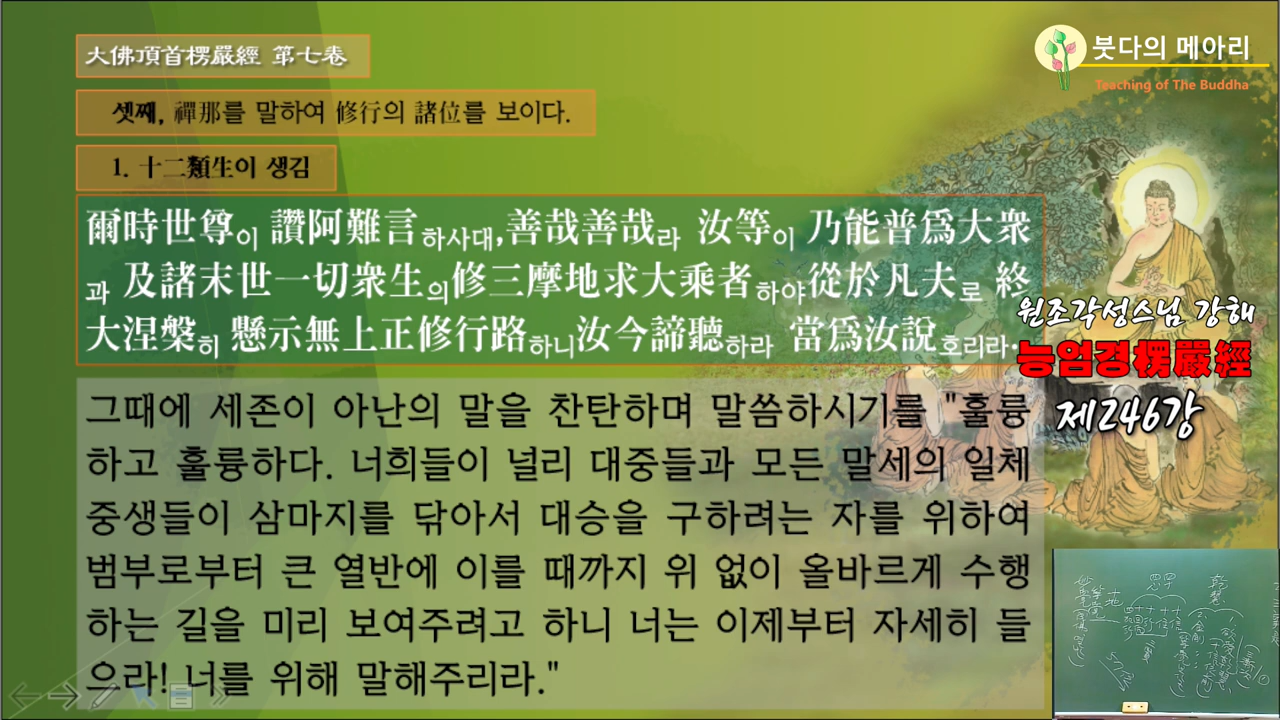 大佛頂首楞嚴經 第七卷
붓다의 메아리
Teaching of The Buddha
셋째, 禪那를 말하여 修行의 諸位를 보이다.
1. 十二類生이 생김
爾時世尊이 讚阿難言하사대,善哉善哉라 汝等이 乃能普爲大衆
과 及諸末世一切衆生의修三摩地求大乘者하야從於凡夫로 終
大涅槃히 懸示無上正修行路하니汝今諦聽하라 當爲汝說호리라.
원조각성스님 강해
능엄경楞嚴經
제246강
그때에 세존이 아난의 말을 찬탄하며 말씀하시기를 "훌륭
하고 훌륭하다. 너희들이 널리 대중들과 모든 말세의 일체
중생들이 삼마지를 닦아서 대승을 구하려는 자를 위하여
범부로부터 큰 열반에 이를 때까지 위 없이 올바르게 수행
하는 길을 미리 보여주려고 하니 너는 이제부터 자세히 들
으라! 너를 위해 말해주리라."